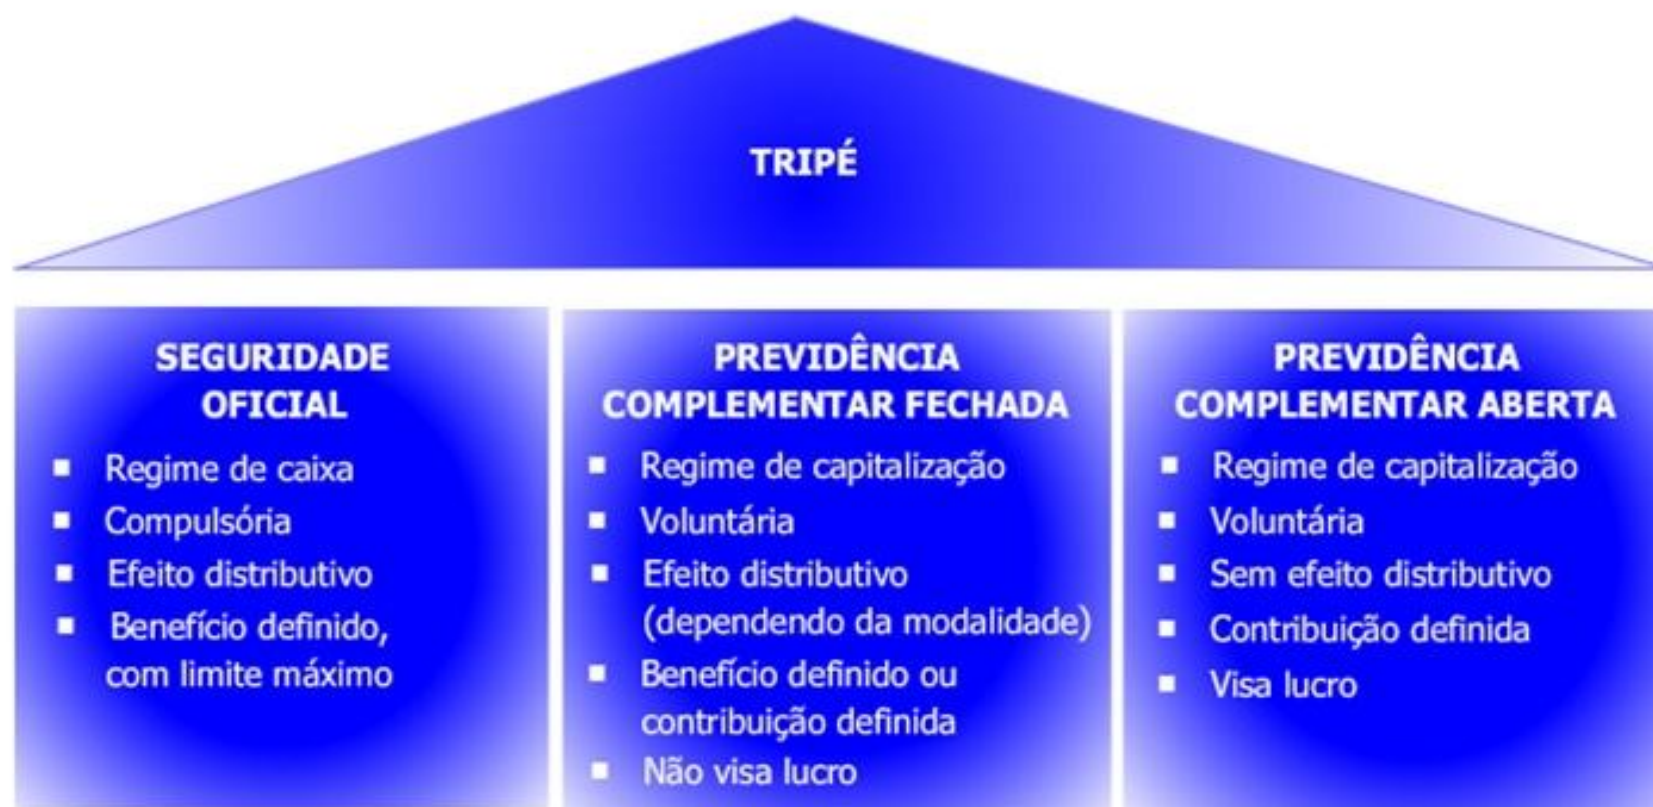 TRIPÉ
SEGURIDADE
OFICIAL
▪ Regime de caixa
▪ Compulsória
▪ Efeito distributivo
▪ Benefício definido,
com limite máximo
PREVIDÊNCIA
COMPLEMENTAR FECHADA
▪ Regime de capitalização
▪ Voluntária
▪ Efeito distributivo
(dependendo da modalidade)
▪ Benefício definido ou
contribuição definida
▪ Não visa lucro
PREVIDÊNCIA
COMPLEMENTAR ABERTA
▪ Regime de capitalização
▪ Voluntária
▪ Sem efeito distributivo
▪ Contribuição definida
▪ Visa lucro